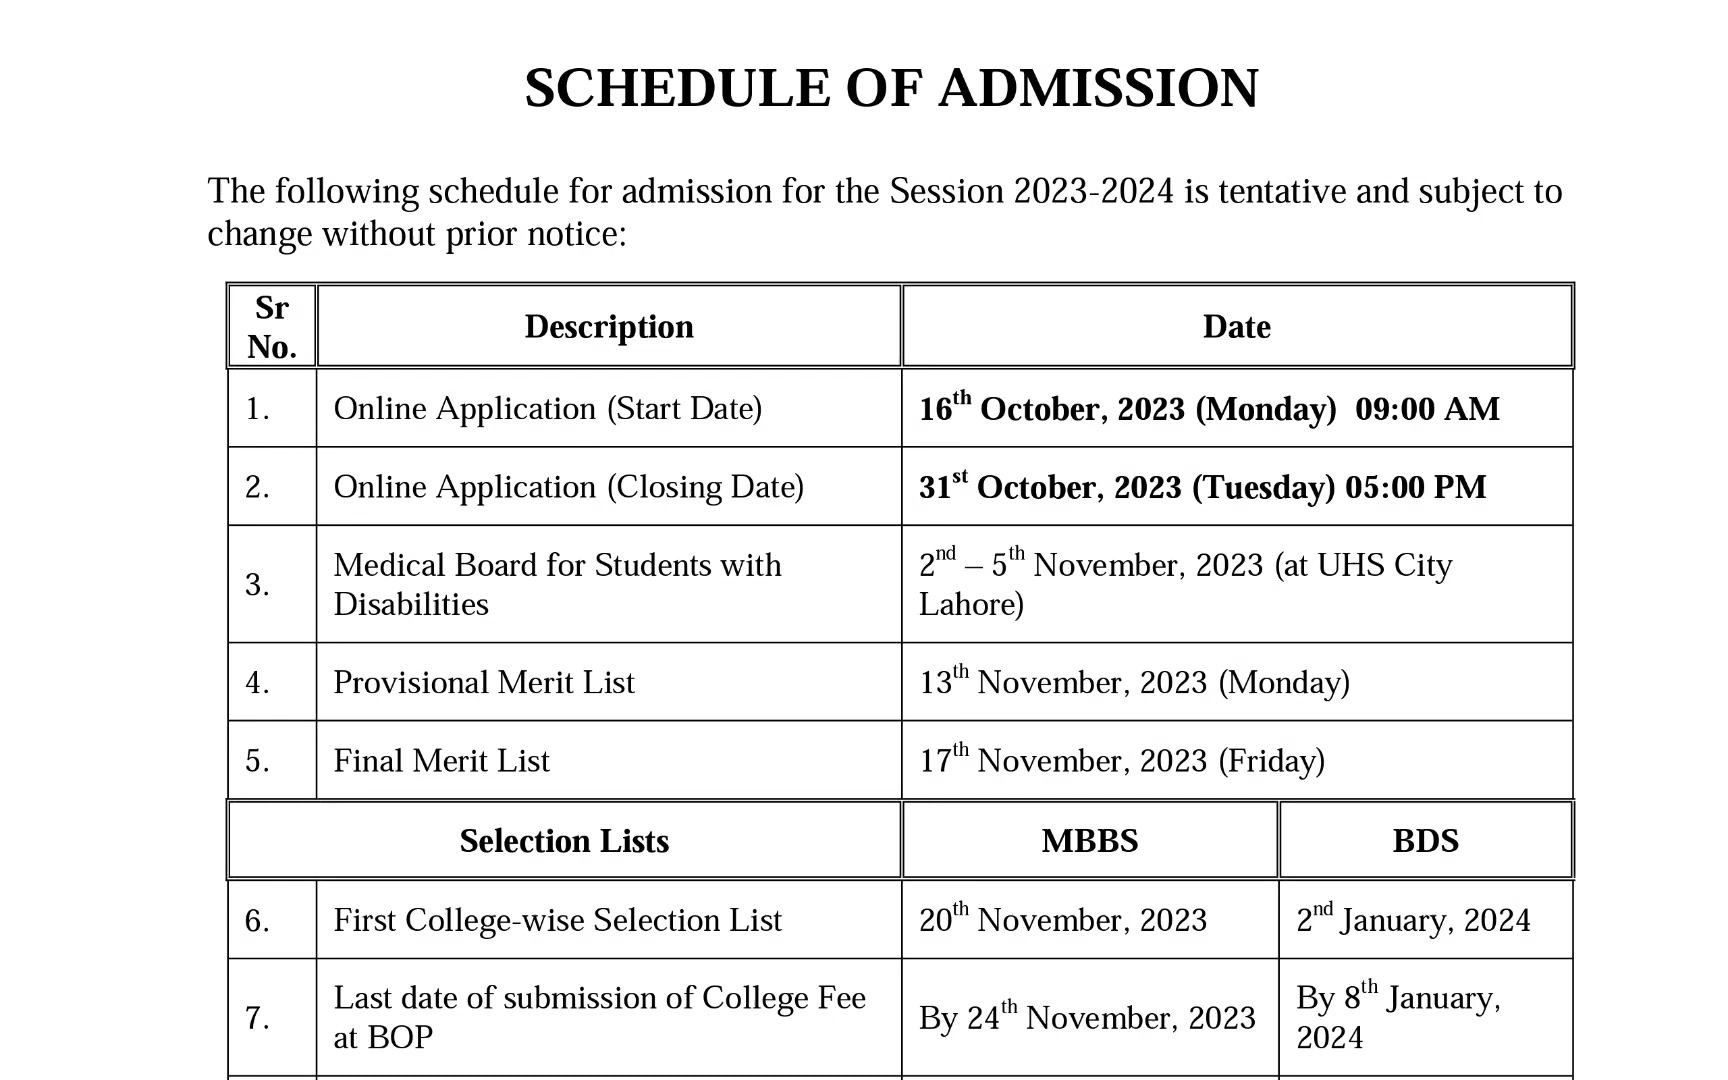 SCHEDULE OF ADMISSION
The following schedule for admission for the Session 2023-2024 is tentative and subject to
change without prior notice:
Sr No. Description Date
1. Online Application (Start Date) 16th October, 2023 (Monday) 09:00 AM
2. Online Application (Closing Date) 31st October, 2023 (Tuesday) 05:00 PM
3. Medical Board for Students with Disabilities 2nd – 5th November, 2023 (at UHS City Lahore)
4. Provisional Merit List 13th November, 2023 (Monday)
5. Final Merit List 17th November, 2023 (Friday)
Selection Lists MBBS BDS
6. First College-wise Selection List 20th November, 2023 2nd January, 2024
7. Last date of submission of College Fee at BOP By 24th November, 2023 By 8th January, 2024